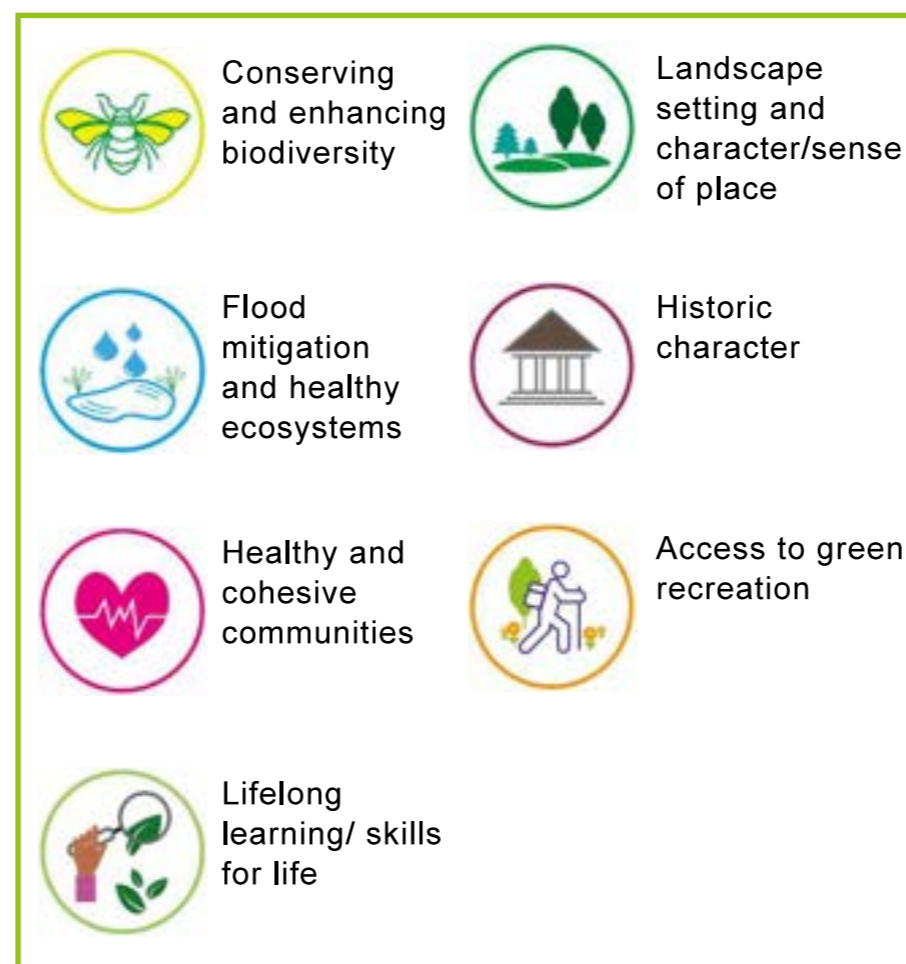 Conserving
and enhancing
biodiversity
Landscape
setting and
character/sense
of place
Flood
mitigation
and healthy
ecosystems
Historic
character
Healthy and
cohesive
communities
Access to green
recreation
Lifelong
learning/ skills
for life